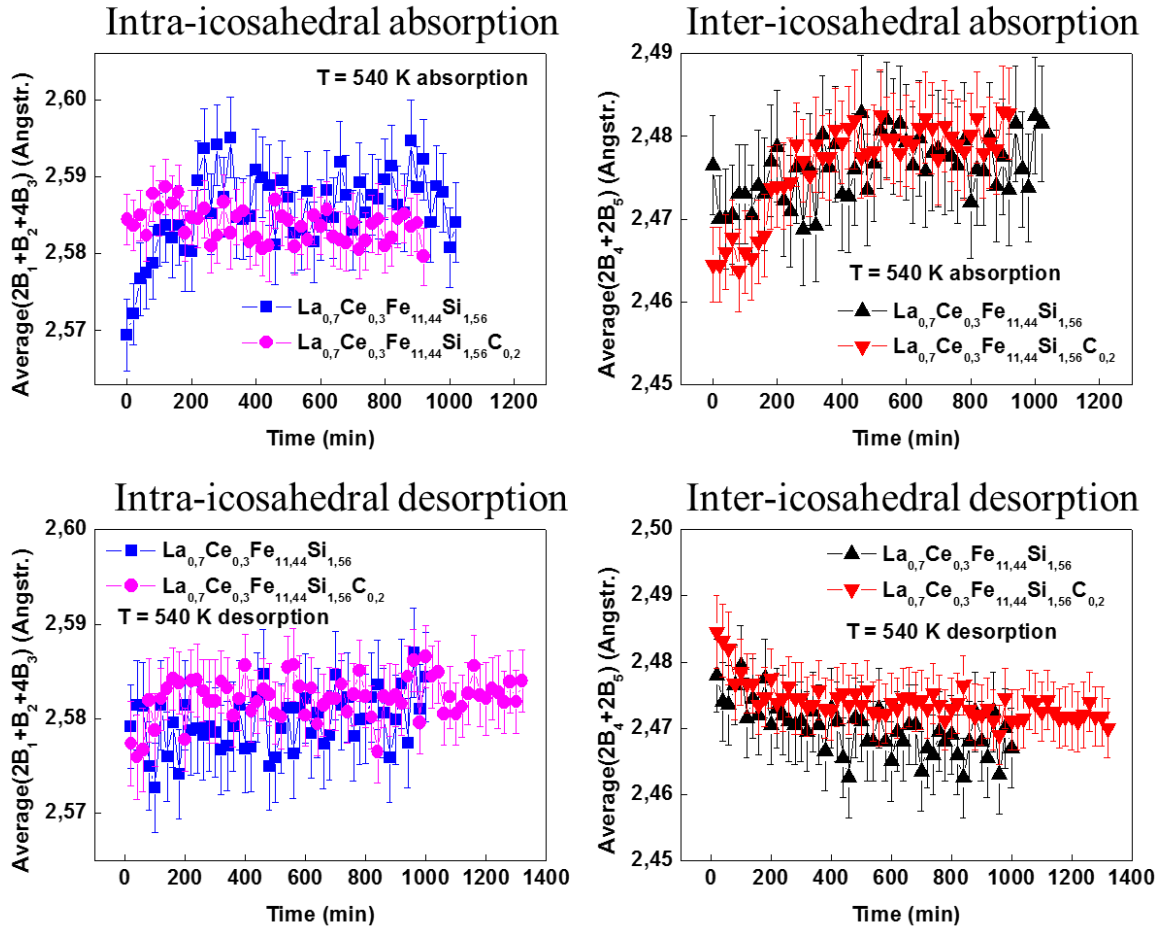 Intra-icosahedral absorption
Average(2B₁+B₂+4B₃) (Angstr.)
2,60
2,59
2,58
2,57
T = 540 K absorption
La₀,₇Ce₀,₃Fe₁₁,₄₄Si₁,₅₆
La₀,₇Ce₀,₃Fe₁₁,₄₄Si₁,₅₆C₀,₂
0 200 400 600 800 1000 1200
Time (min)
Inter-icosahedral absorption
Average(2B₄+2B₅) (Angstr.)
2,49
2,48
2,47
2,46
2,45
T = 540 K absorption
La₀,₇Ce₀,₃Fe₁₁,₄₄Si₁,₅₆
La₀,₇Ce₀,₃Fe₁₁,₄₄Si₁,₅₆C₀,₂
0 200 400 600 800 1000 1200
Time (min)
Intra-icosahedral desorption
Average(2B₁+B₂+4B₃) (Angstr.)
2,60
2,59
2,58
2,57
La₀,₇Ce₀,₃Fe₁₁,₄₄Si₁,₅₆
La₀,₇Ce₀,₃Fe₁₁,₄₄Si₁,₅₆C₀,₂
T = 540 K desorption
0 200 400 600 800 1000 1200 1400
Time (min)
Inter-icosahedral desorption
Average(2B₄+2B₅) (Angstr.)
2,50
2,49
2,48
2,47
2,46
2,45
La₀,₇Ce₀,₃Fe₁₁,₄₄Si₁,₅₆
La₀,₇Ce₀,₃Fe₁₁,₄₄Si₁,₅₆C₀,₂
T = 540 K desorption
0 200 400 600 800 1000 1200 1400
Time (min)